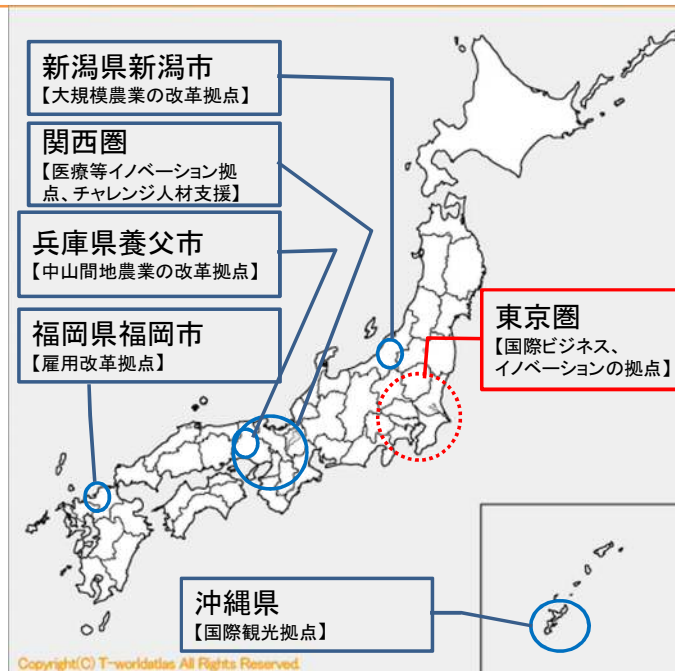 新潟県新潟市
【大規模農業の改革拠点】
関西圏
【医療等イノベーション拠
点、チャレンジ人材支援】
兵庫県養父市
【中山間地農業の改革拠点】
福岡県福岡市
【雇用改革拠点】
東京圏
【国際ビジネス、
イノベーションの拠点】
沖縄県
【国際観光拠点】
Copyright(C) T-worldatlas All Rights Reserved.